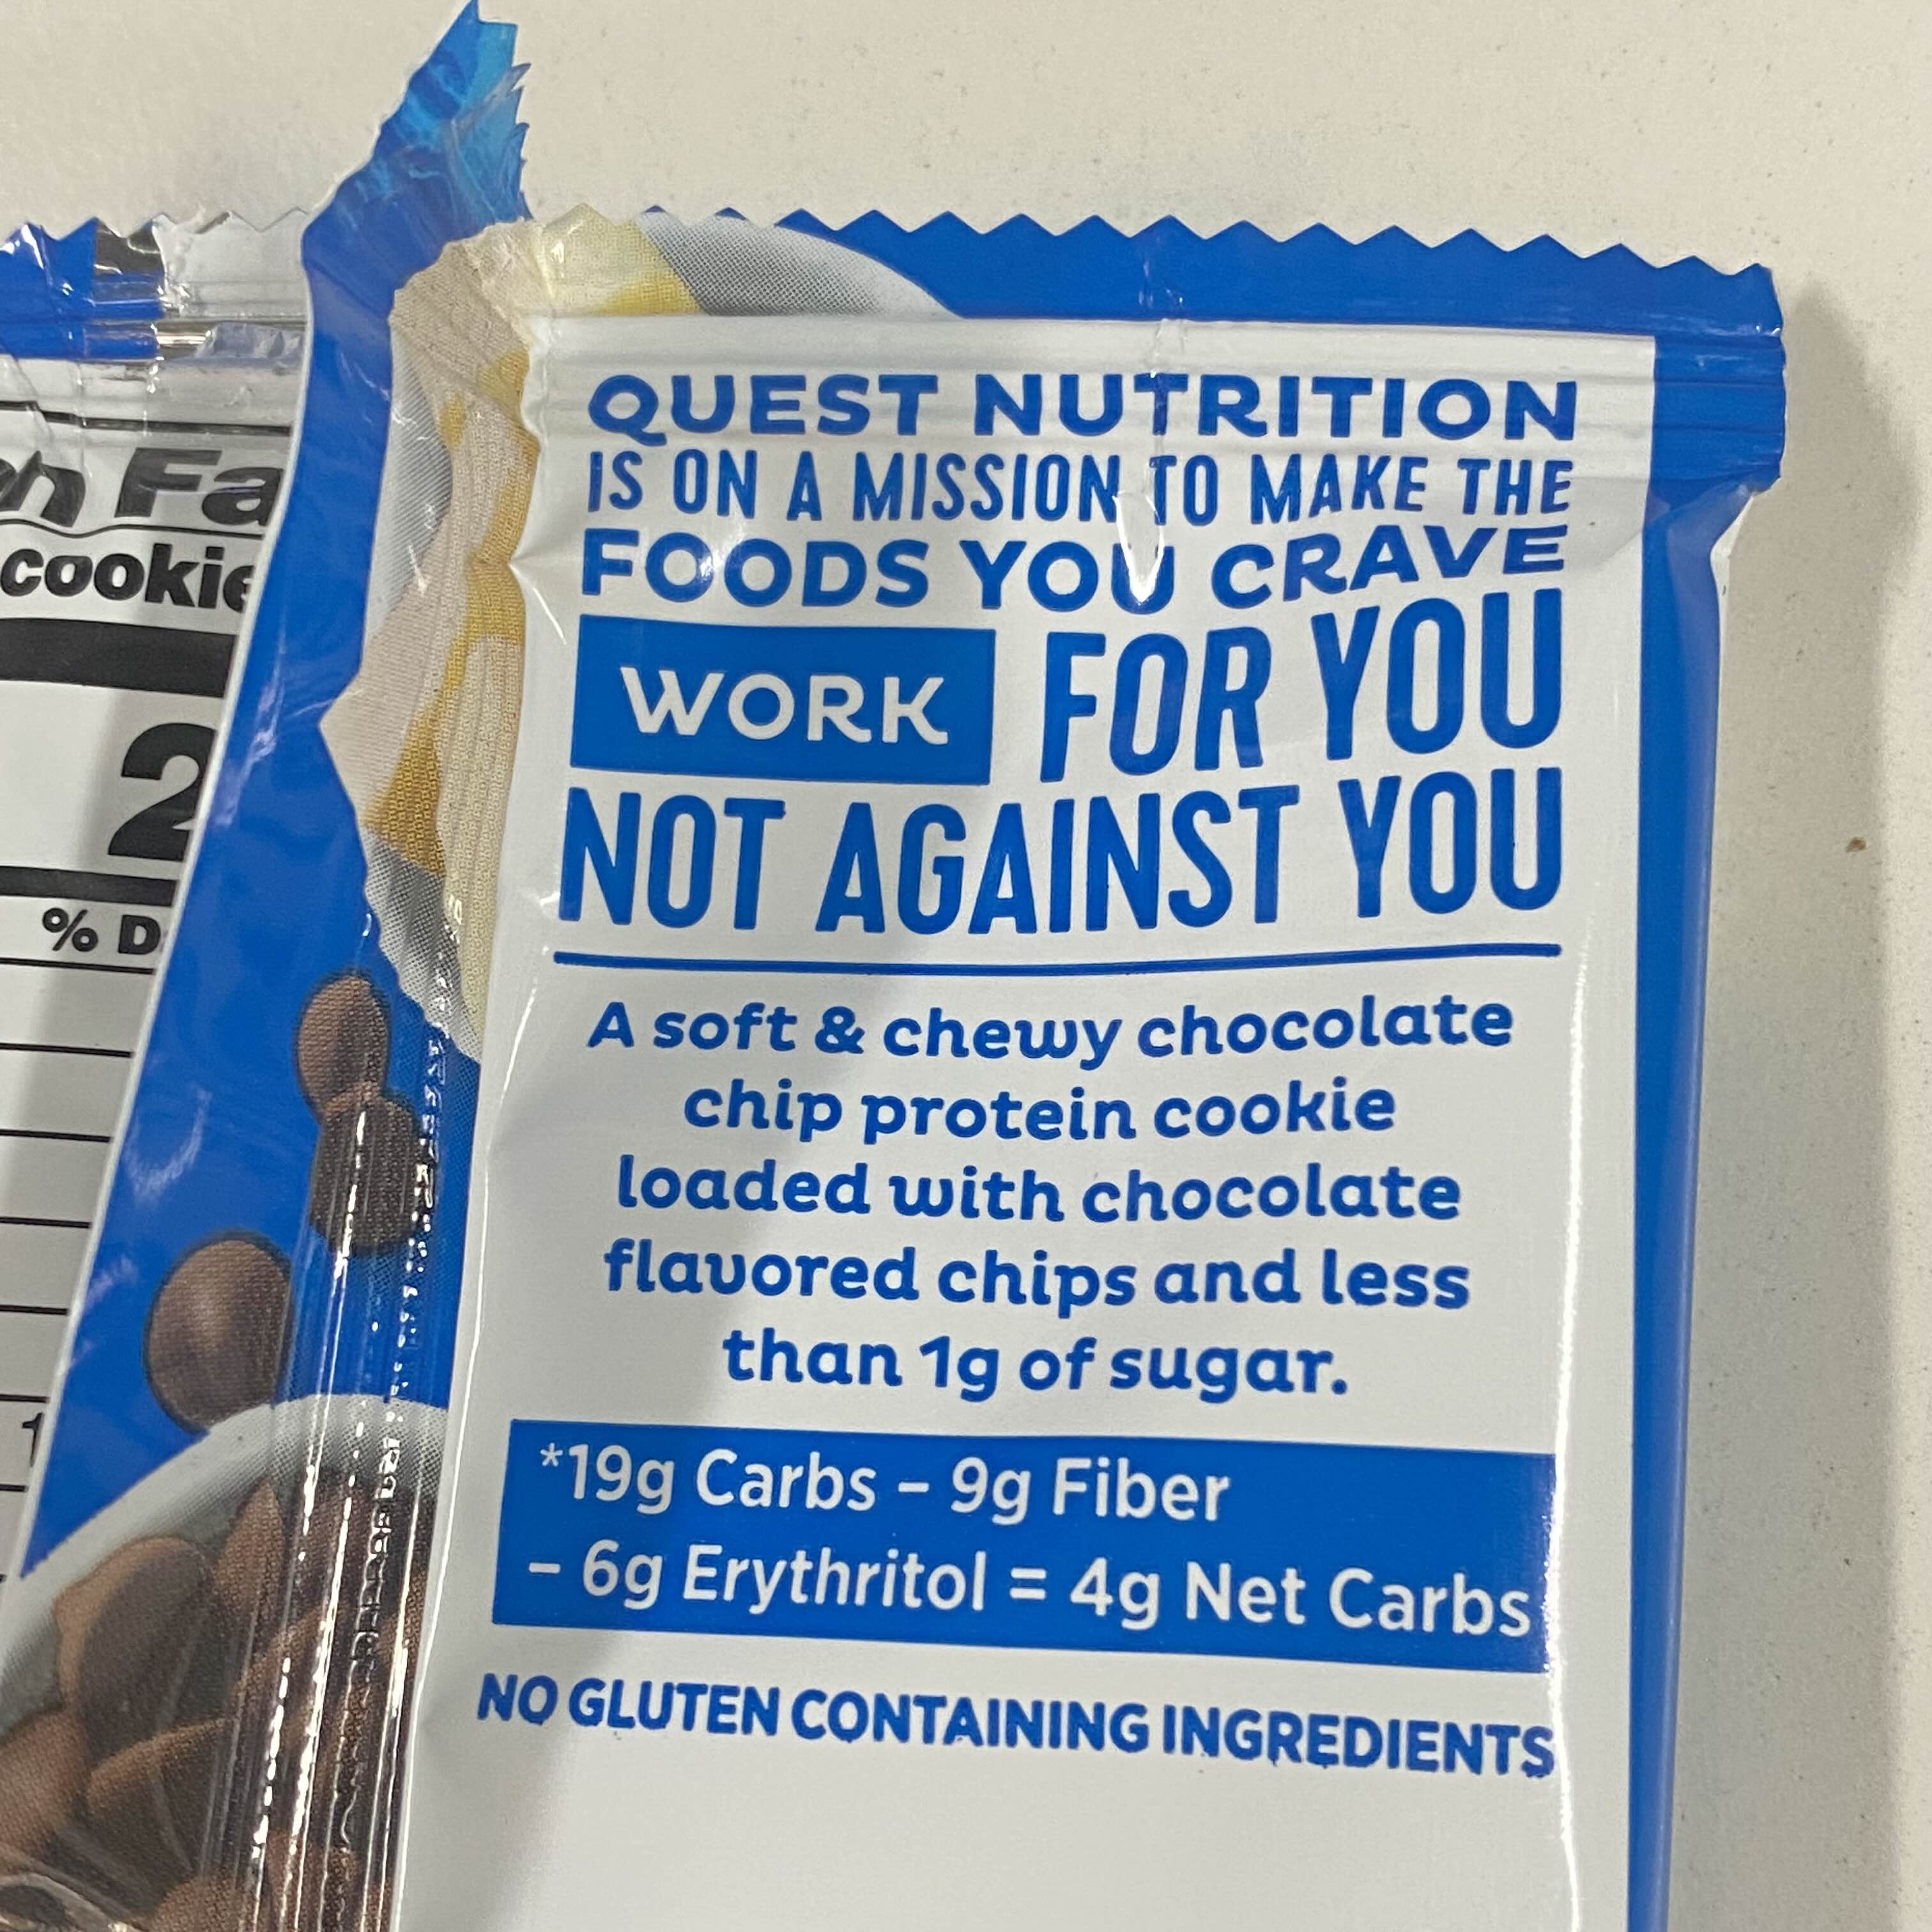 QUEST NUTRITION
IS ON A MISSION TO MAKE THE
FOODS YOU CRAVE
WORK FOR YOU
NOT AGAINST YOU
A soft & chewy chocolate
chip protein cookie
loaded with chocolate
flavored chips and less
than 1g of sugar.
*19g Carbs – 9g Fiber
– 6g Erythritol = 4g Net Carbs
NO GLUTEN CONTAINING INGREDIENTS
cookie
2
%